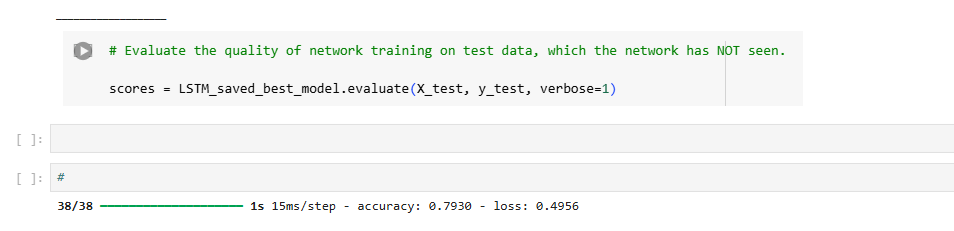 # Evaluate the quality of network training on test data, which the network has NOT seen.
scores = LSTM_saved_best_model.evaluate(X_test, y_test, verbose=1)
[ ]:
[ ]: #
38/38 ━━━━━━━━━━━━━━━━━━━━ 1s 15ms/step - accuracy: 0.7930 - loss: 0.4956